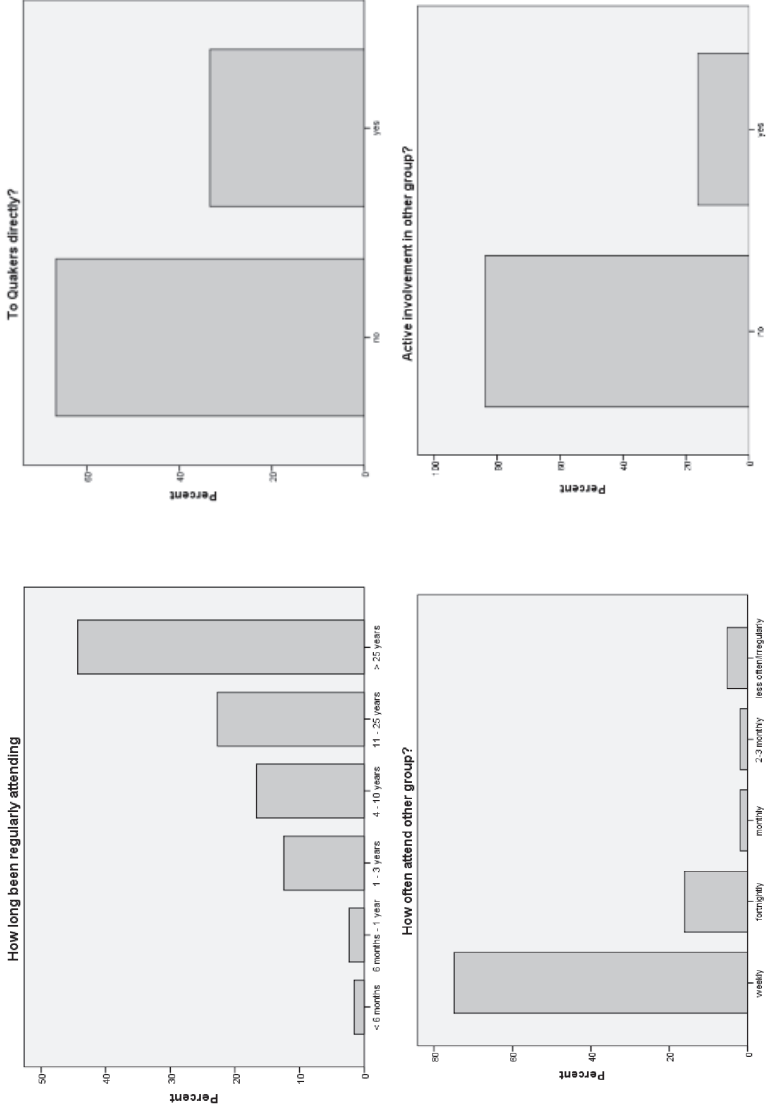 How long been regularly attending
Percent
50
40
30
20
10
0
< 6 months
6 months - 1 year
1 - 3 years
4 - 10 years
11 - 25 years
> 25 years
To Quakers directly?
Percent
60
40
20
0
no
yes
How often attend other group?
Percent
80
60
40
20
0
weekly
fortnightly
monthly
2-3 monthly
less often/irregularly
Active involvement in other group?
Percent
100
80
60
40
20
0
no
yes